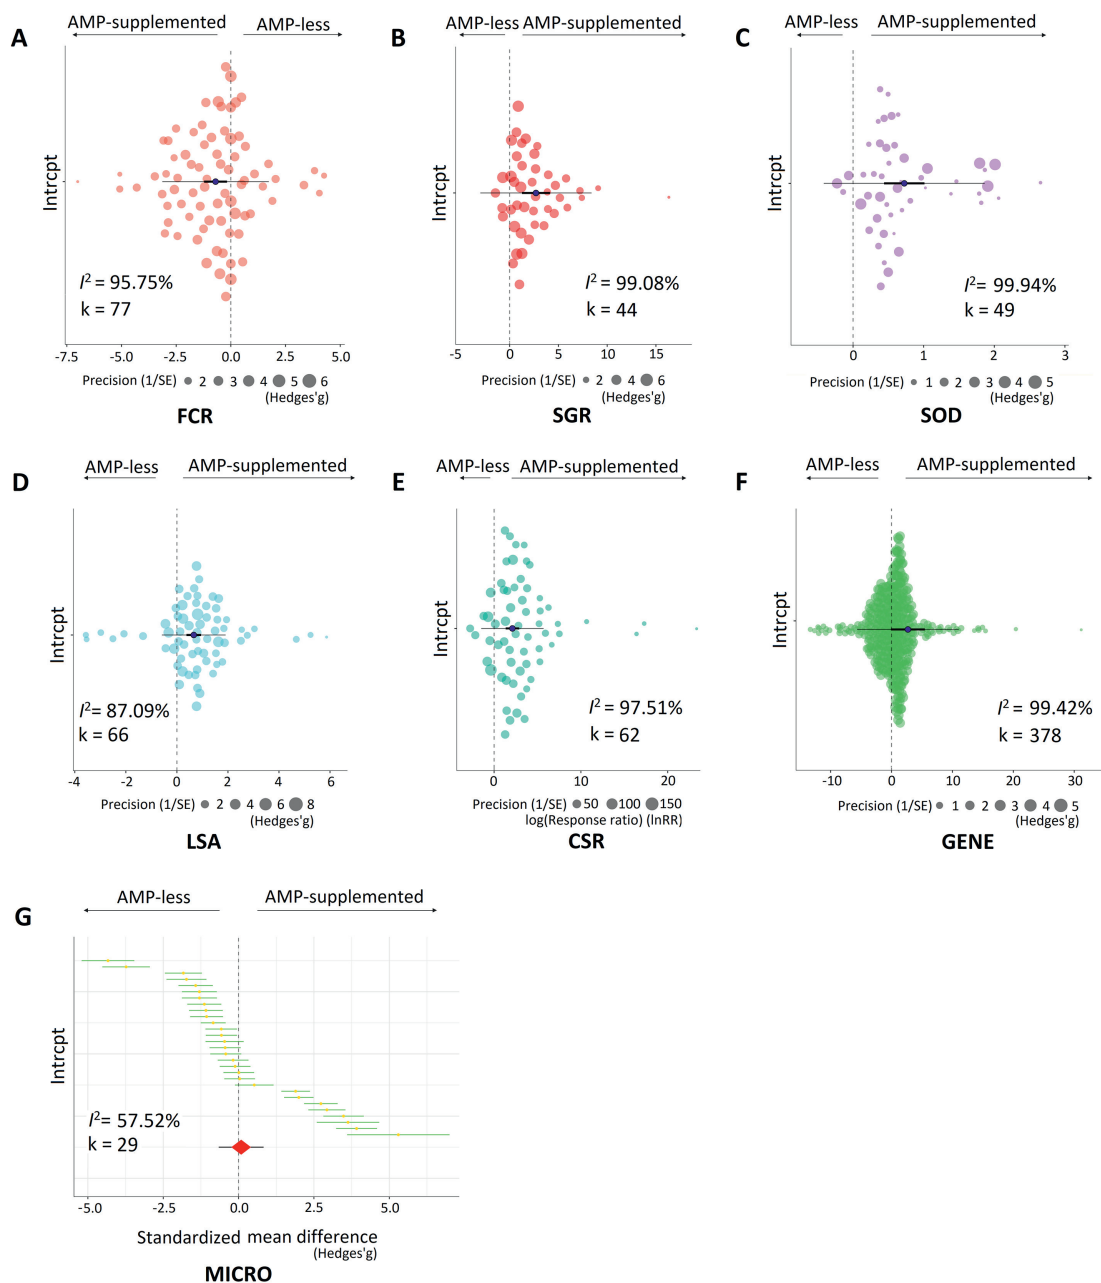 AMP-supplemented AMP-less
A
Intrcpt
I² = 95.75%
k = 77
-7.5 -5.0 -2.5 0.0 2.5 5.0
Precision (1/SE) 2 3 4 5 6
(Hedges'g)
FCR
AMP-less AMP-supplemented
B
Intrcpt
I² = 99.08%
k = 44
-5 0 5 10 15
Precision (1/SE) 2 4 6
(Hedges'g)
SGR
AMP-less AMP-supplemented
C
Intrcpt
I² = 99.94%
k = 49
0 1 2 3
Precision (1/SE) 1 2 3 4 5
(Hedges'g)
SOD
AMP-less AMP-supplemented
D
Intrcpt
I² = 87.09%
k = 66
-4 -2 0 2 4 6
Precision (1/SE) 2 4 6 8
(Hedges'g)
LSA
AMP-less AMP-supplemented
E
Intrcpt
I² = 97.51%
k = 62
0 10 20
Precision (1/SE) 50 100 150
log(Response ratio) (lnRR)
CSR
AMP-less AMP-supplemented
F
Intrcpt
I² = 99.42%
k = 378
-10 0 10 20 30
Precision (1/SE) 1 2 3 4 5
(Hedges'g)
GENE
AMP-less AMP-supplemented
G
Intrcpt
I² = 57.52%
k = 29
-5.0 -2.5 0.0 2.5 5.0
Standardized mean difference
(Hedges'g)
MICRO